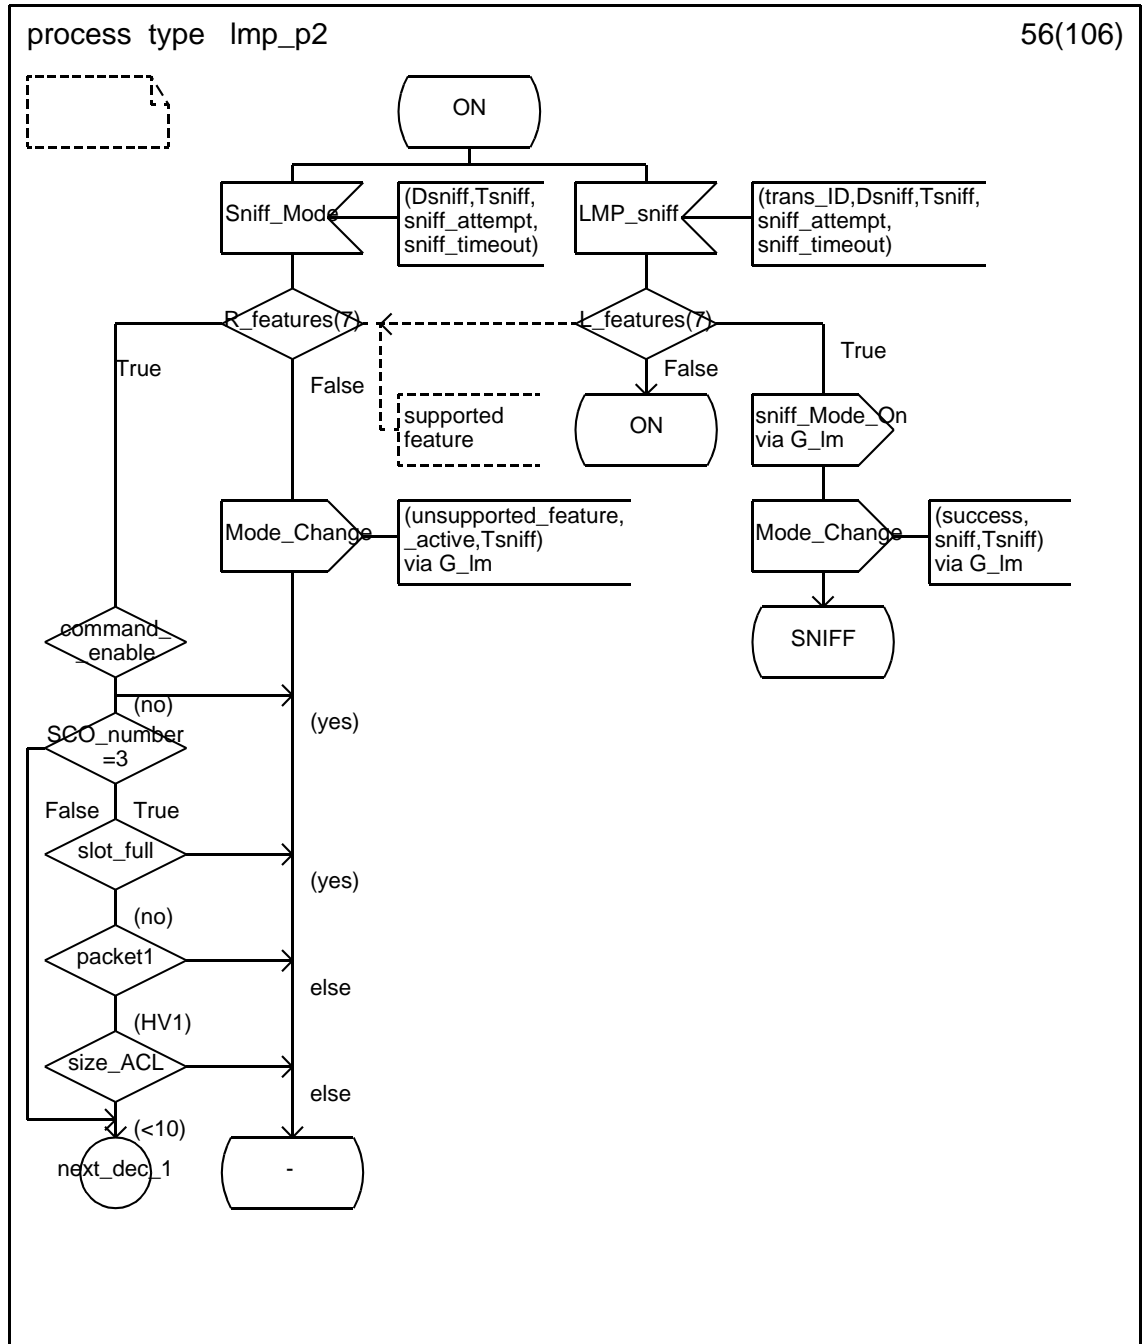 process type lmp_p2
56(106)
ON
Sniff_Mode
(Dsniff,Tsniff,
sniff_attempt,
sniff_timeout)
LMP_sniff
(trans_ID,Dsniff,Tsniff,
sniff_attempt,
sniff_timeout)
R_features(7)
L_features(7)
True
False
supported
feature
False
True
ON
sniff_Mode_On
via G_lm
Mode_Change
(unsupported_feature,
_active,Tsniff)
via G_lm
Mode_Change
(success,
sniff,Tsniff)
via G_lm
SNIFF
command_
_enable
(no)
(yes)
SCO_number
=3
False
True
slot_full
(yes)
(no)
packet1
else
(HV1)
size_ACL
else
(<10)
next_dec_1
-